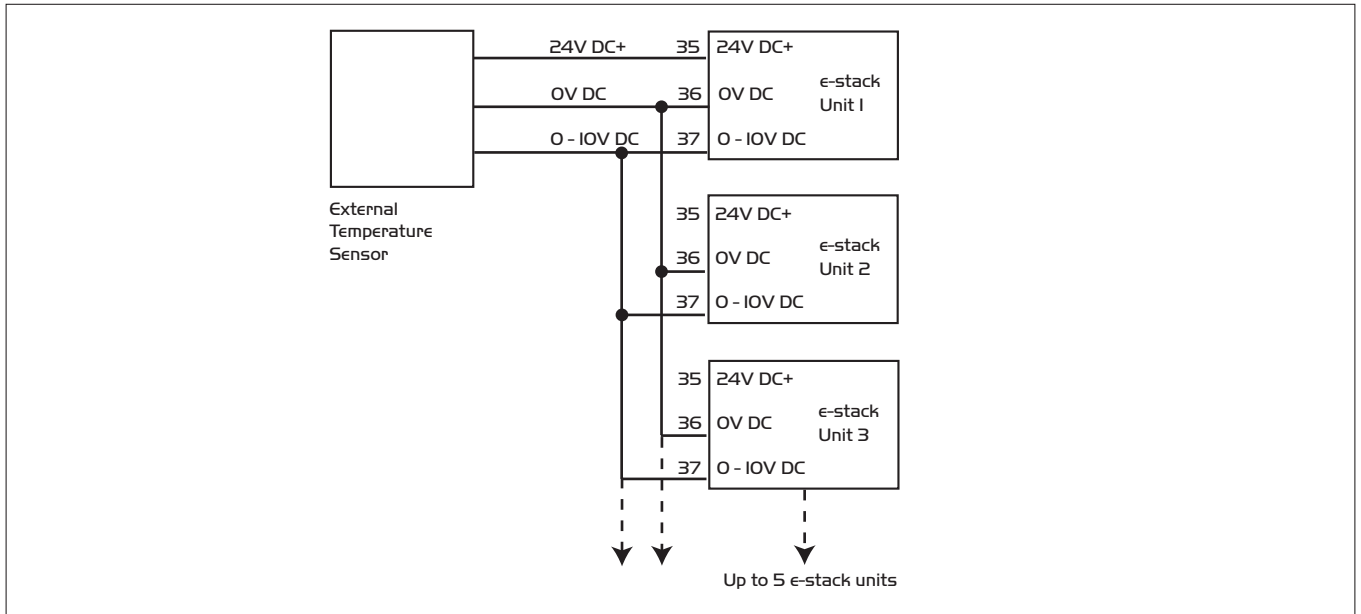 24V DC+ 35 24V DC+
0V DC 36 0V DC
0 - 10V DC 37 0 - 10V DC
e-stack
Unit 1
External
Temperature
Sensor
35 24V DC+
36 0V DC
37 0 - 10V DC
e-stack
Unit 2
35 24V DC+
36 0V DC
37 0 - 10V DC
e-stack
Unit 3
Up to 5 e-stack units